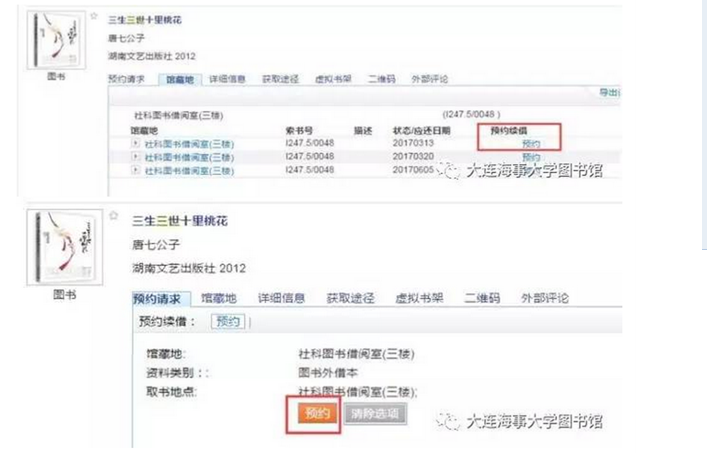 三生三世十里桃花
唐七公子
湖南文艺出版社 2012
图书
预约请求 馆藏地 详细信息 获取途径 虚拟书架 二维码 外部评论
导出
社科图书借阅室(三楼) (I247.5/0048 )
馆藏地 索书号 描述 状态/应还日期 预约续借
社科图书借阅室(三楼) I247.5/0048 20170313 预约
社科图书借阅室(三楼) I247.5/0048 20170320 预约
社科图书借阅室(三楼) I247.5/0048 20170605
大连海事大学图书馆
三生三世十里桃花
唐七公子
湖南文艺出版社 2012
图书
预约请求 馆藏地 详细信息 获取途径 虚拟书架 二维码 外部评论
预约续借： 预约
馆藏地: 社科图书借阅室(三楼)
资料类别：: 图书外借本
取书地点: 社科图书借阅室(三楼);
预约 清除选项
大连海事大学图书馆